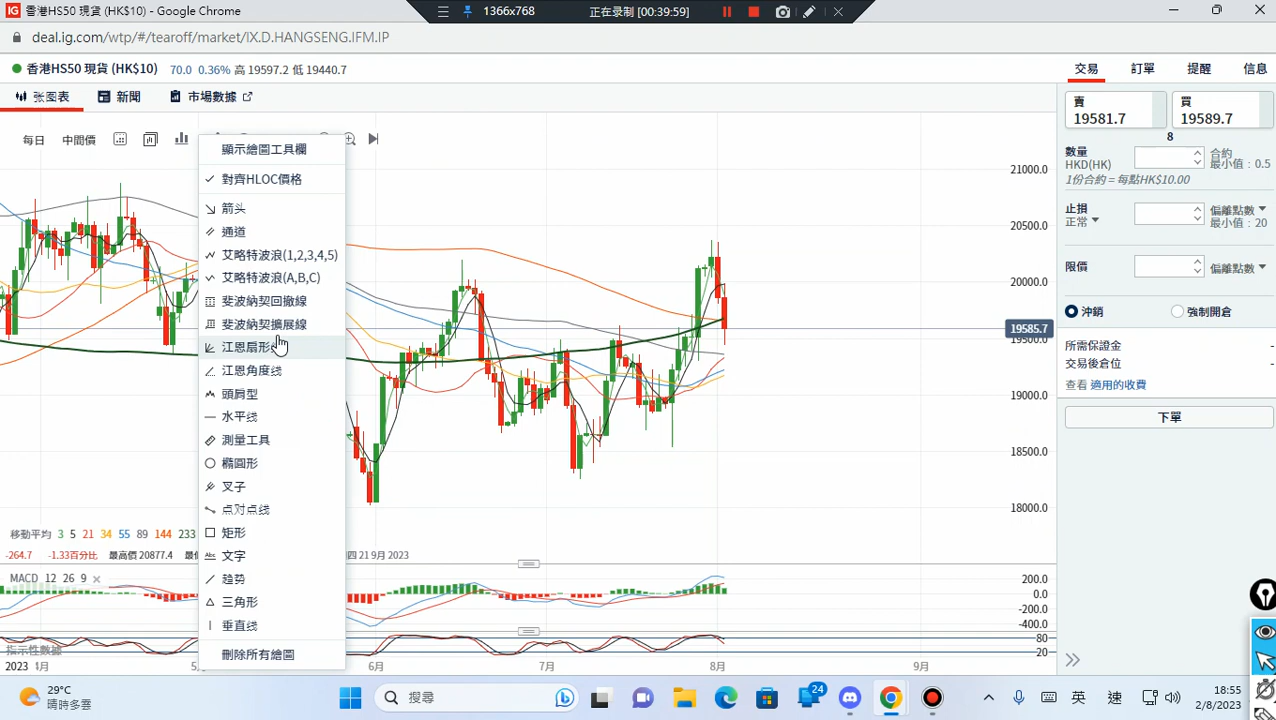 香港HS50 現貨 (HK$10) - Google Chrome
1366x768
正在录制 (00:39:59)
deal.ig.com/wtp/#/tearoff/market/IX.D.HANGSENG.IFM.IP
香港HS50 現貨 (HK$10) 70.0 0.36% 高 19597.2 低 19440.7
交易 訂單 提醒 信息
张图表 新聞 市場數據
賣 19581.7
買 19589.7
8
每日 中間價
數量 HKD(HK)
合約 最小值 : 0.5
1份合約 = 每點HK$10.00
止損 正常
偏離點數 最小值 : 20
限價 偏離點數
沖銷 強制開倉
所需保證金 -
交易後倉位 -
查看 適用的收費
下單
顯示繪圖工具欄
對齊HLOC價格
箭头
通道
艾略特波浪(1,2,3,4,5)
艾略特波浪(A,B,C)
斐波納契回撤線
斐波納契擴展線
江恩扇形
江恩角度线
頭肩型
水平线
測量工具
橢圓形
叉子
点对点线
矩形
Abc 文字
趋势
三角形
垂直线
刪除所有繪圖
21000.0
20500.0
20000.0
19585.7
19500.0
19000.0
18500.0
18000.0
移動平均 3 5 21 34 55 89 144 233
-264.7 -1.33百分比 最高價 20877.4
21 9月 2023
MACD 12 26 9
200.0
0.0
-200.0
-400.0
80
20
指示性數據
2023 4月 6月 7月 8月 9月
29°C
晴時多雲
搜尋
24
英 速
18:55
2/8/2023